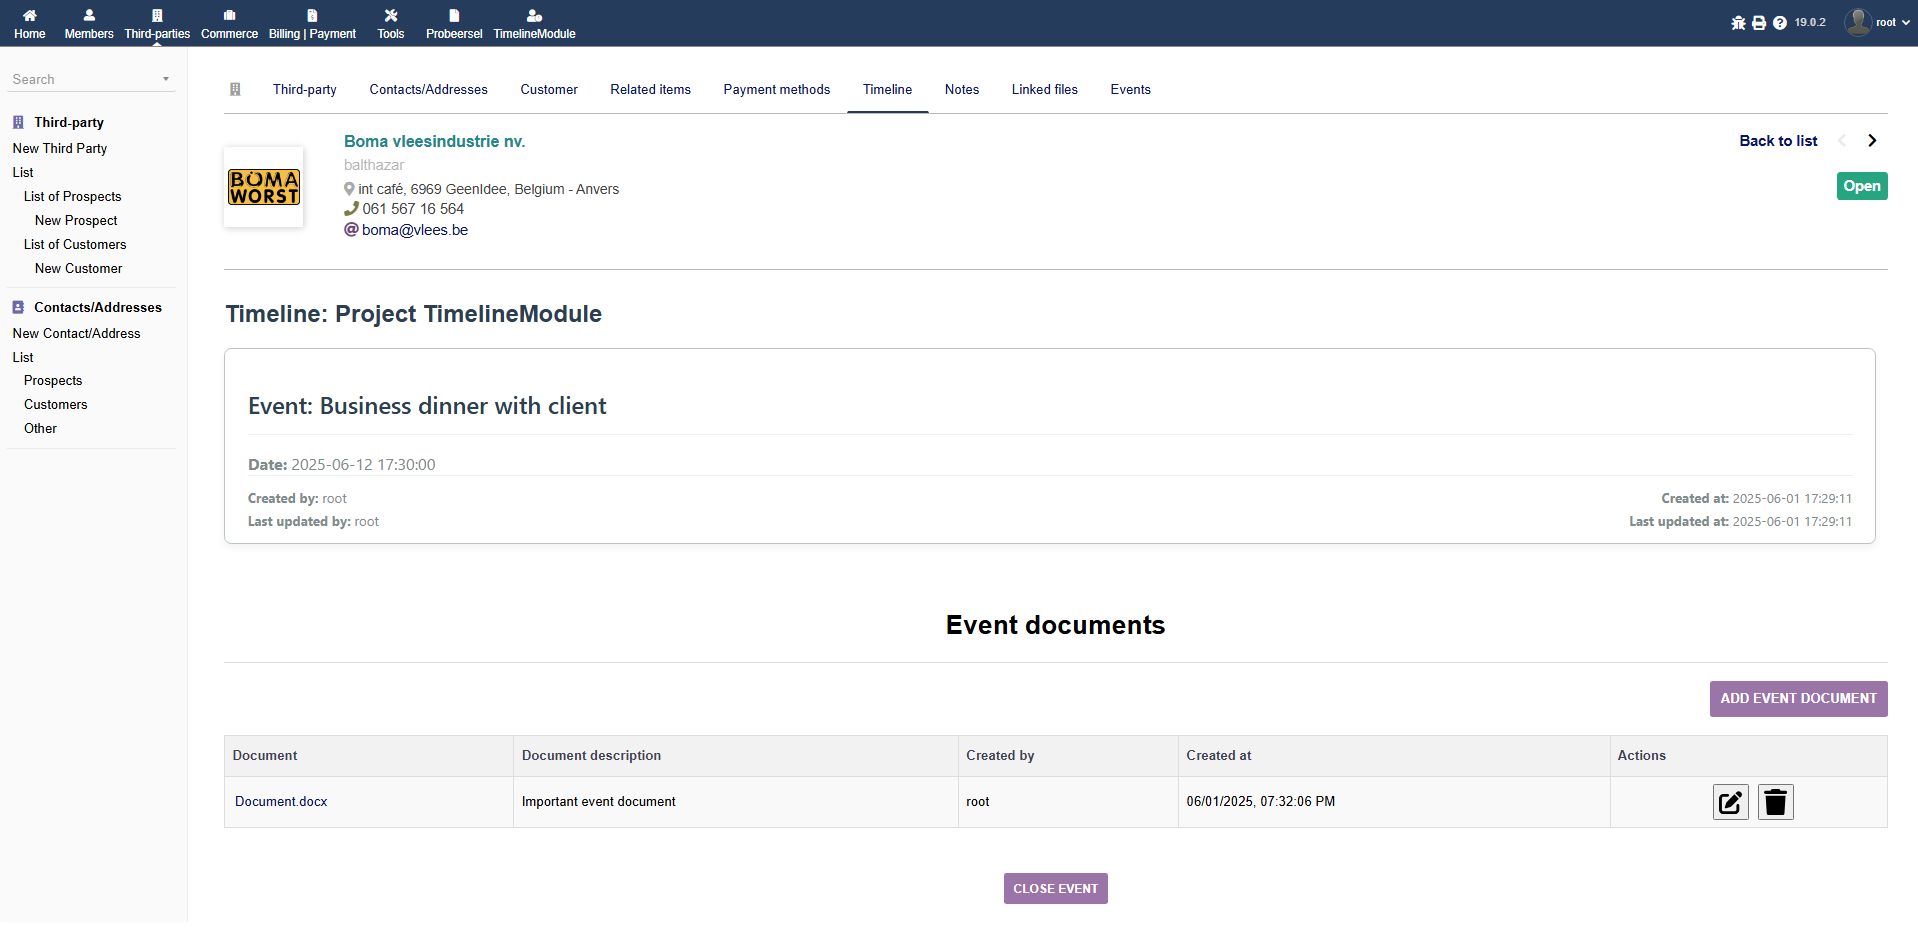 Home Members Third-parties Commerce Billing | Payment Tools Probeersel TimelineModule 19.0.2 root
Search
Third-party
New Third Party
List
List of Prospects
New Prospect
List of Customers
New Customer
Contacts/Addresses
New Contact/Address
List
Prospects
Customers
Other
Third-party Contacts/Addresses Customer Related items Payment methods Timeline Notes Linked files Events
BOMA
WORST
Boma vleesindustrie nv.
balthazar
int café, 6969 GeenIdee, Belgium - Anvers
061 567 16 564
boma@vlees.be
Back to list
Open
Timeline: Project TimelineModule
Event: Business dinner with client
Date: 2025-06-12 17:30:00
Created by: root Created at: 2025-06-01 17:29:11
Last updated by: root Last updated at: 2025-06-01 17:29:11
Event documents
ADD EVENT DOCUMENT
Document Document description Created by Created at Actions
Document.docx Important event document root 06/01/2025, 07:32:06 PM
CLOSE EVENT